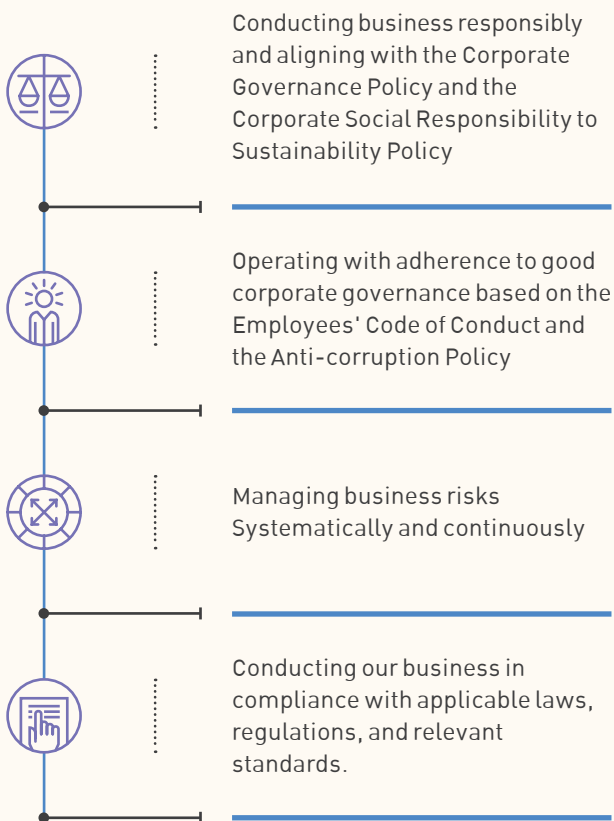 Conducting business responsibly
and aligning with the Corporate
Governance Policy and the
Corporate Social Responsibility to
Sustainability Policy
Operating with adherence to good
corporate governance based on the
Employees' Code of Conduct and
the Anti-corruption Policy
Managing business risks
Systematically and continuously
Conducting our business in
compliance with applicable laws,
regulations, and relevant
standards.